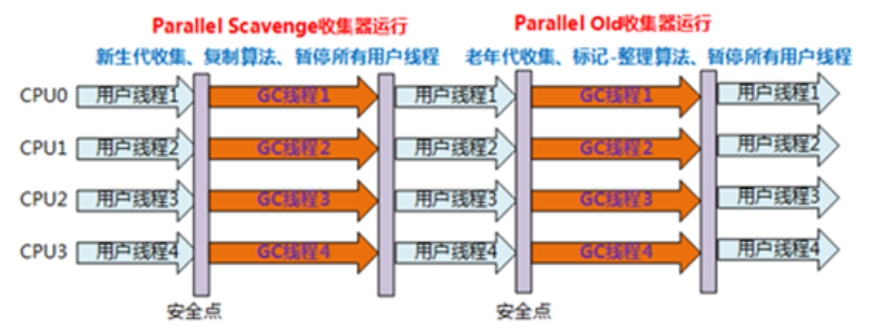 Parallel Scavenge收集器运行 Parallel Old收集器运行
新生代收集、复制算法、暂停所有用户线程 老年代收集、标记-整理算法、暂停所有用户线程
CPU0 用户线程1 GC线程1 用户线程1 GC线程1 用户线程1
CPU1 用户线程2 GC线程2 用户线程2 GC线程2 用户线程2
CPU2 用户线程3 GC线程3 用户线程3 GC线程3 用户线程3
CPU3 用户线程4 GC线程4 用户线程4 GC线程4 用户线程4
安全点 安全点